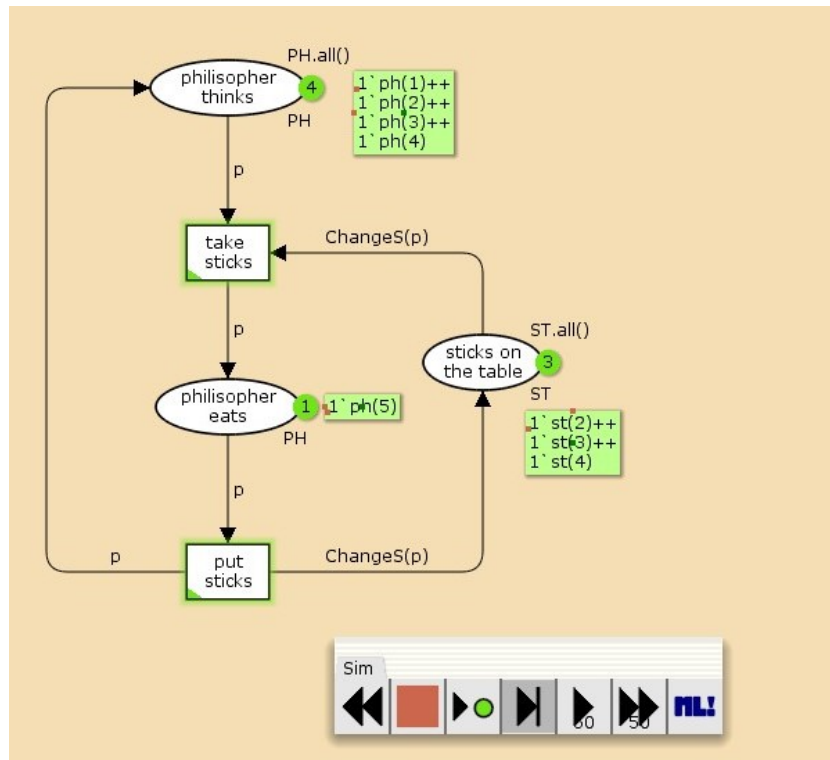 PH.all()
philisopher
thinks
4
1`ph(1)++
1`ph(2)++
1`ph(3)++
1`ph(4)
PH
p
take
sticks
ChangeS(p)
p
ST.all()
sticks on
the table
3
ST
1`st(2)++
1`st(3)++
1`st(4)
philisopher
eats
1
1`ph(5)
PH
p
p
put
sticks
ChangeS(p)
Sim
50
50
ML!